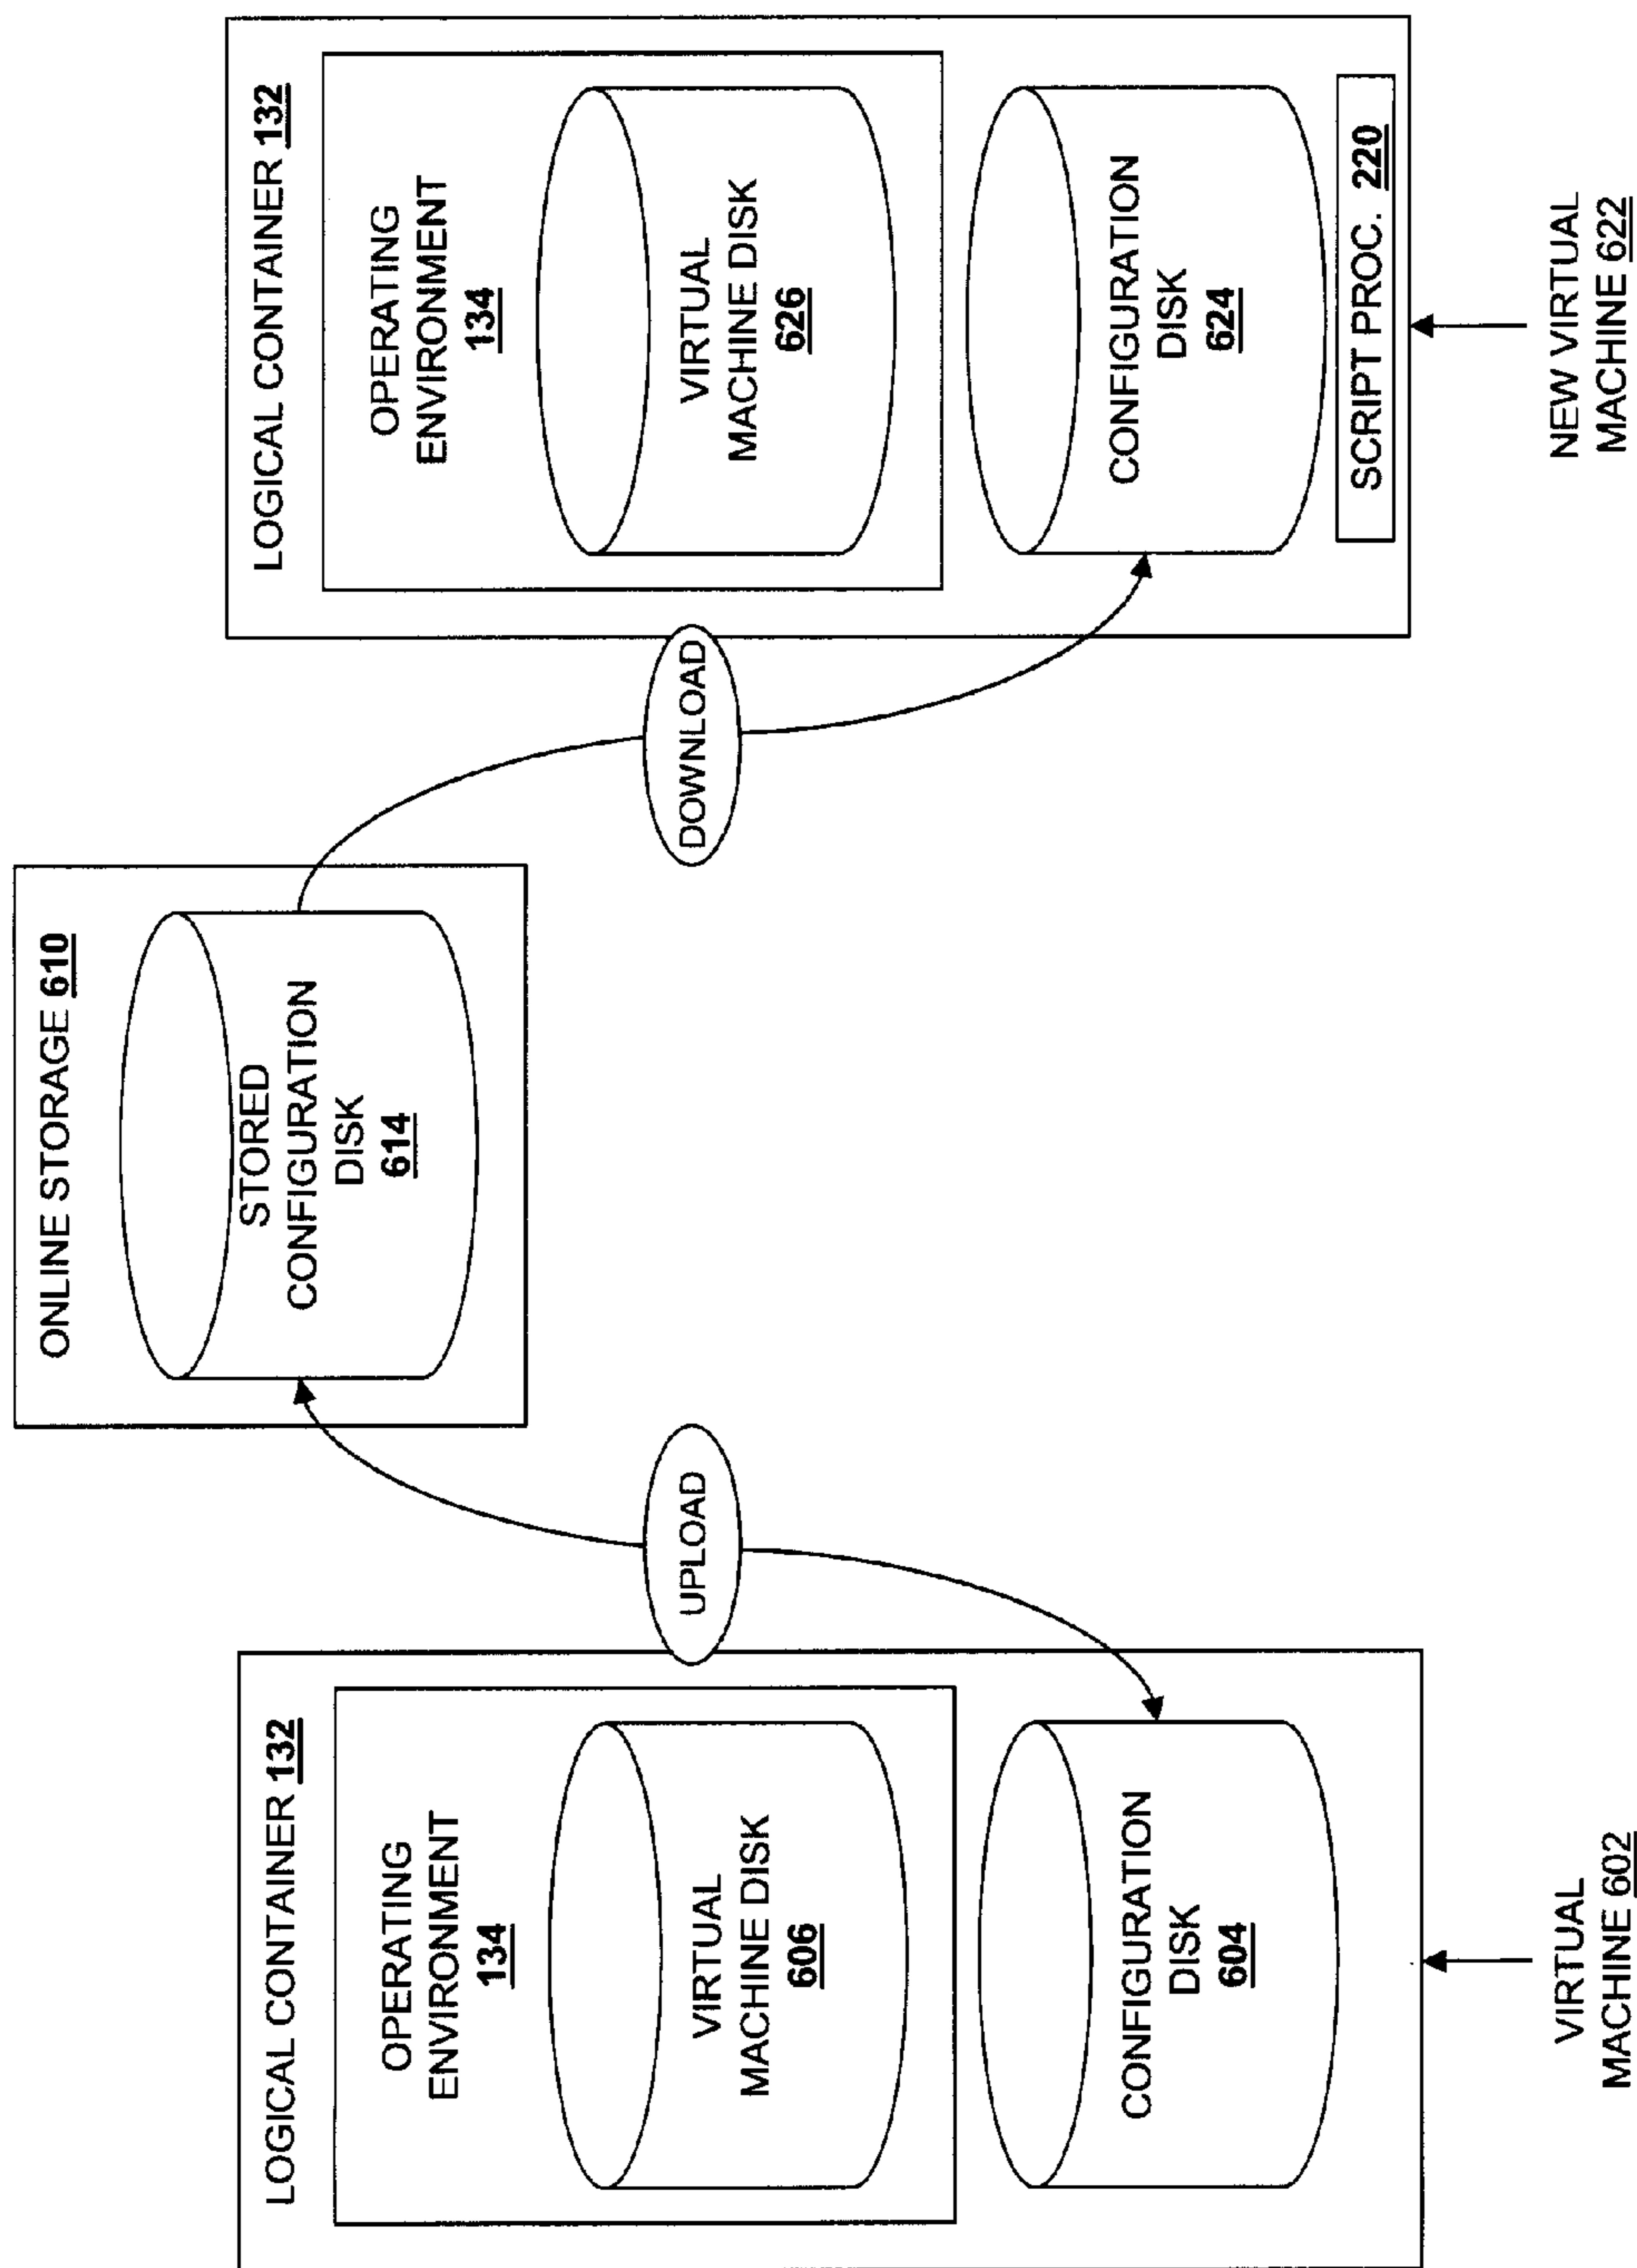 LOGICAL CONTAINER 132
OPERATING
ENVIRONMENT
134
VIRTUAL
MACHINE DISK
606
CONFIGURATION
DISK
604
VIRTUAL
MACHINE 602
UPLOAD
ONLINE STORAGE 610
STORED
CONFIGURATION
DISK
614
DOWNLOAD
LOGICAL CONTAINER 132
OPERATING
ENVIRONMENT
134
VIRTUAL
MACHINE DISK
626
CONFIGURATION
DISK
624
SCRIPT PROC. 220
NEW VIRTUAL
MACHINE 622